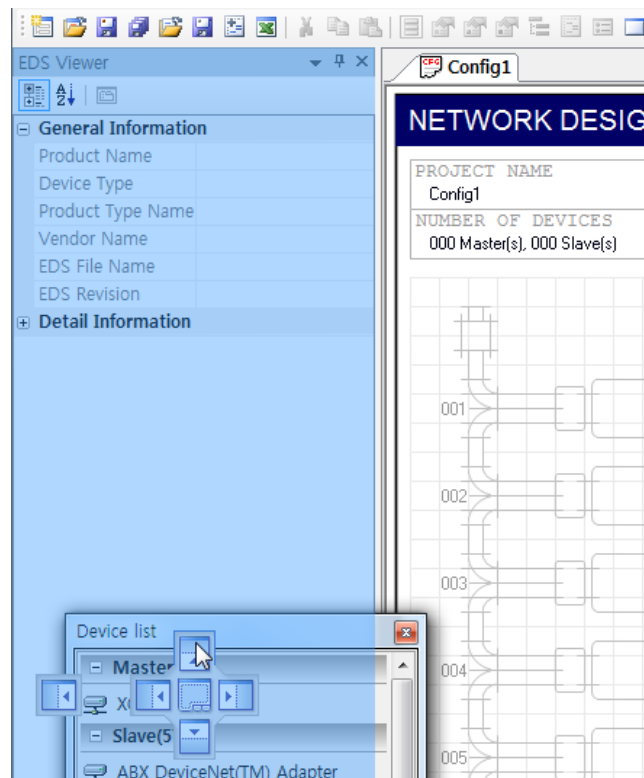 EDS Viewer
Config1
General Information
Product Name
Device Type
Product Type Name
Vendor Name
EDS File Name
EDS Revision
Detail Information
NETWORK DESIG
PROJECT NAME
Config1
NUMBER OF DEVICES
000 Master(s), 000 Slave(s)
001
002
003
004
005
Device list
Master
Slave(5
ABX DeviceNet(TM) Adapter